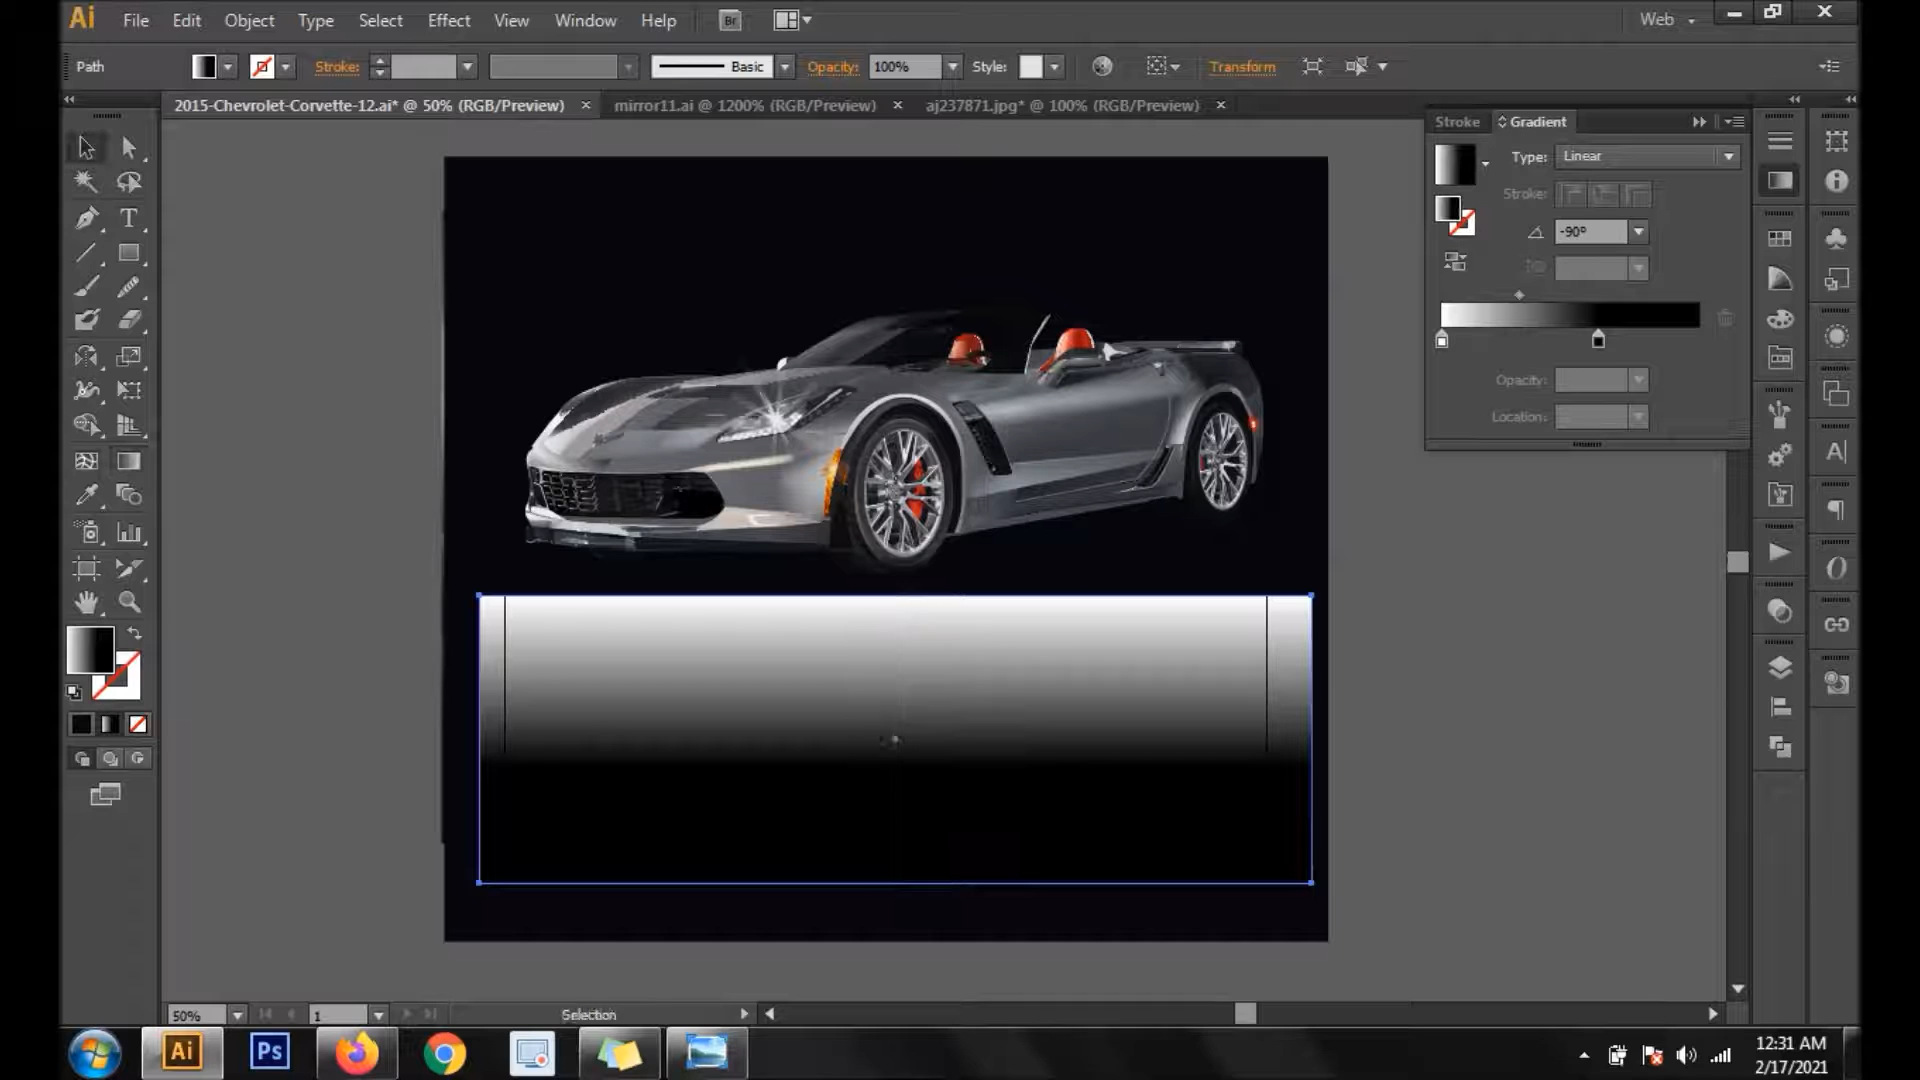 Ai File Edit Object Type Select Effect View Window Help Br Web
Path Stroke: Basic Opacity: 100% Style: Transform
2015-Chevrolet-Corvette-12.ai* @ 50% (RGB/Preview) × mirror11.ai @ 1200% (RGB/Preview) × aj237871.jpg* @ 100% (RGB/Preview) ×
Stroke Gradient
Type: Linear
Stroke:
-90°
Opacity:
Location:
50% 1 Selection
Ai Ps 12:31 AM
2/17/2021